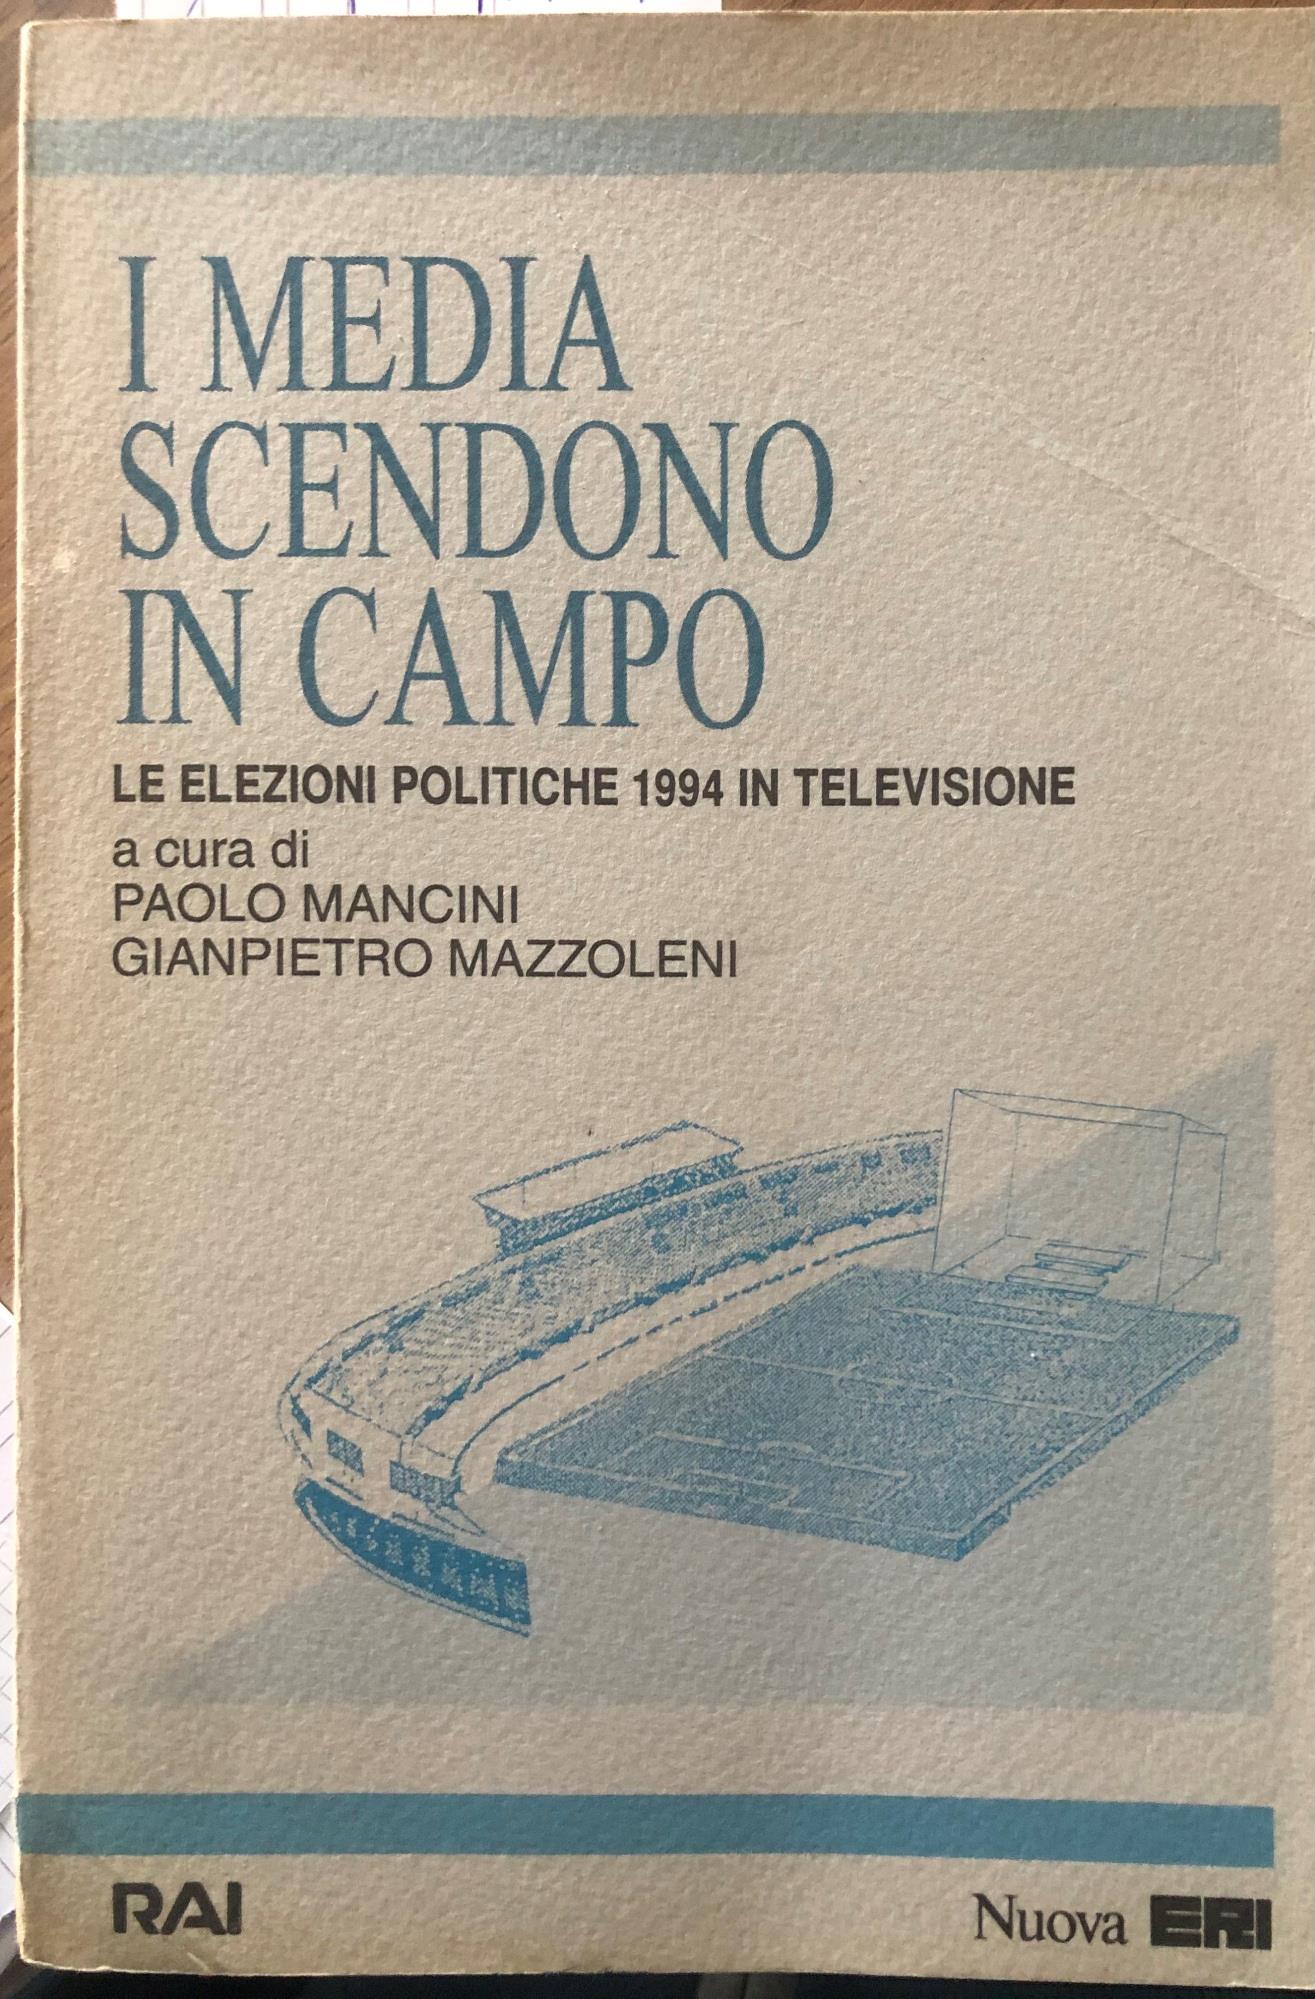 I MEDIA
SCENDONO
IN CAMPO
LE ELEZIONI POLITICHE 1994 IN TELEVISIONE
a cura di
PAOLO MANCINI
GIANPIETRO MAZZOLENI
RAI
Nuova ERI